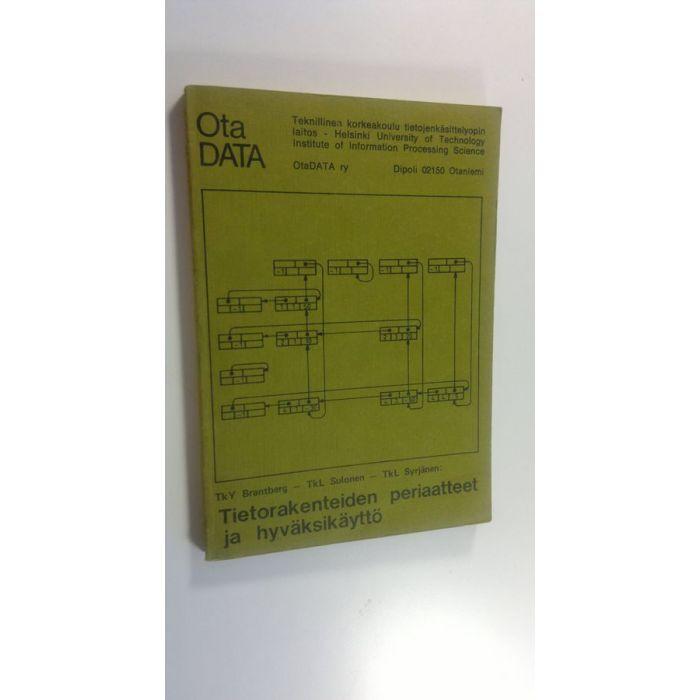 Ota
DATA
Teknillinen korkeakoulu tietojenkäsittelyopin
laitos - Helsinki University of Technology
Institute of Information Processing Science
OtaDATA ry Dipoli 02150 Otaniemi
TkY Brantberg — TkL Sulonen — TkL Syrjänen:
Tietorakenteiden periaatteet
ja hyväksikäyttö